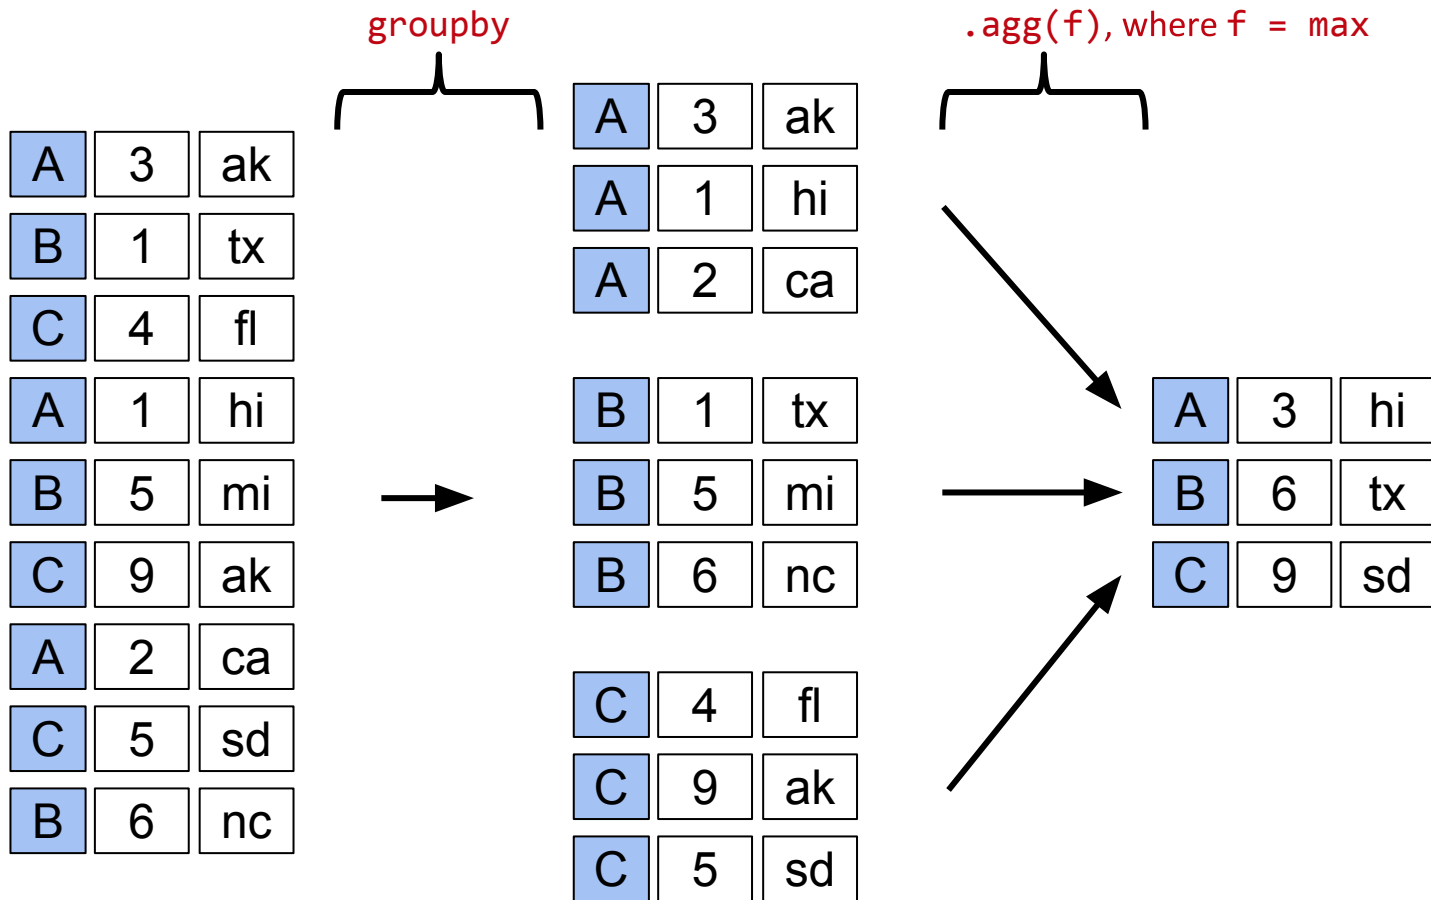 groupby
.agg(f), where f = max
A 3 ak
B 1 tx
C 4 fl
A 1 hi
B 5 mi
C 9 ak
A 2 ca
C 5 sd
B 6 nc
A 3 ak
A 1 hi
A 2 ca
B 1 tx
B 5 mi
B 6 nc
C 4 fl
C 9 ak
C 5 sd
A 3 hi
B 6 tx
C 9 sd